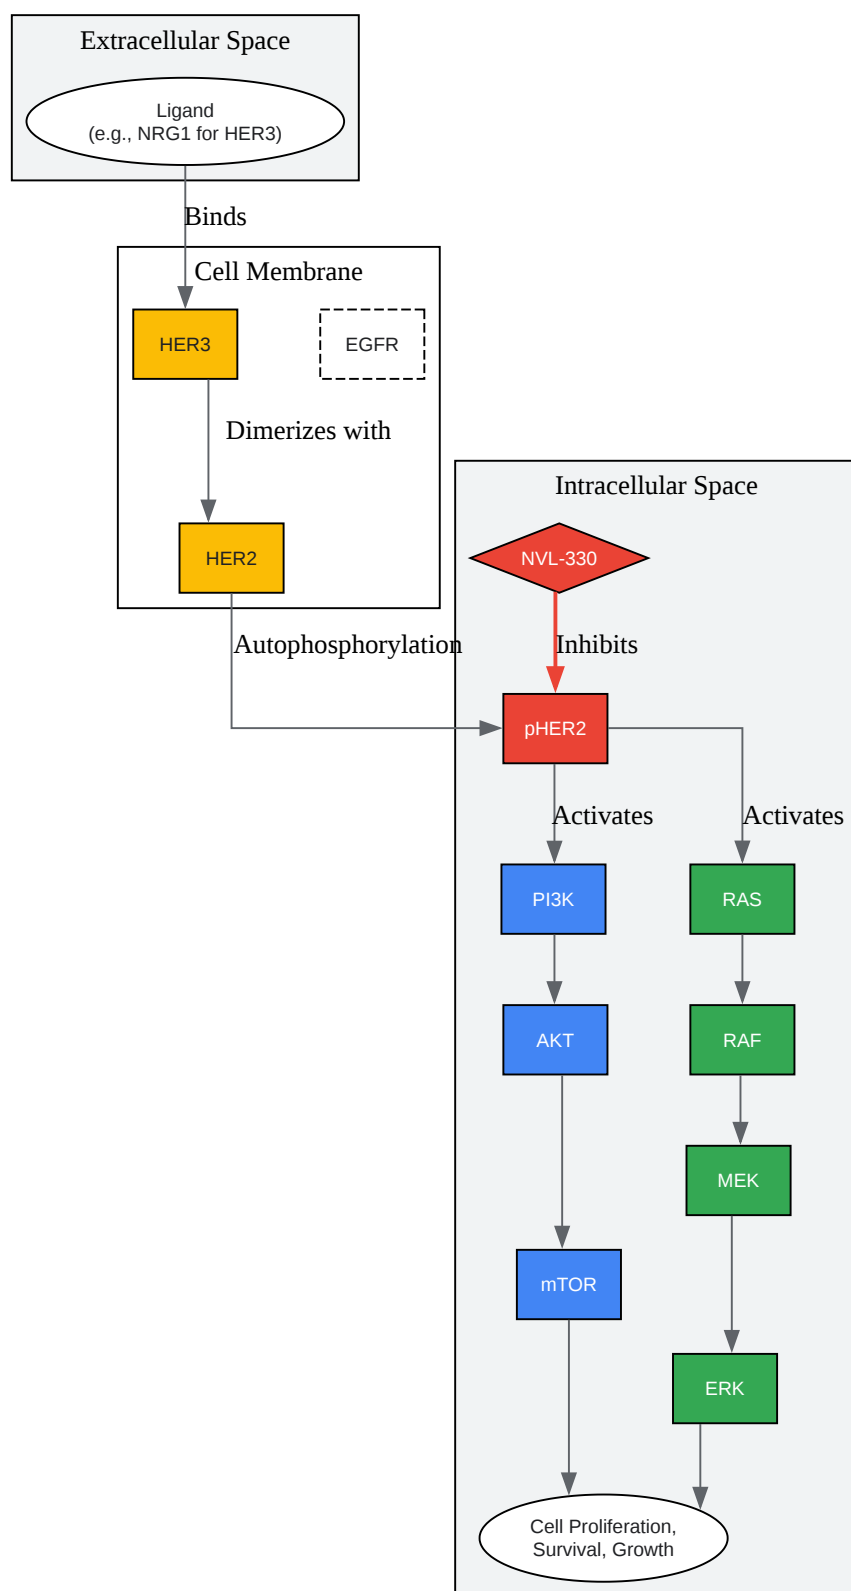 Extracellular Space
Ligand
(e.g., NRG1 for HER3)
Binds
Cell Membrane
HER3
EGFR
Dimerizes with
HER2
Intracellular Space
NVL-330
Autophosphorylation
Inhibits
pHER2
Activates
Activates
PI3K
RAS
AKT
RAF
MEK
mTOR
ERK
Cell Proliferation,
Survival, Growth